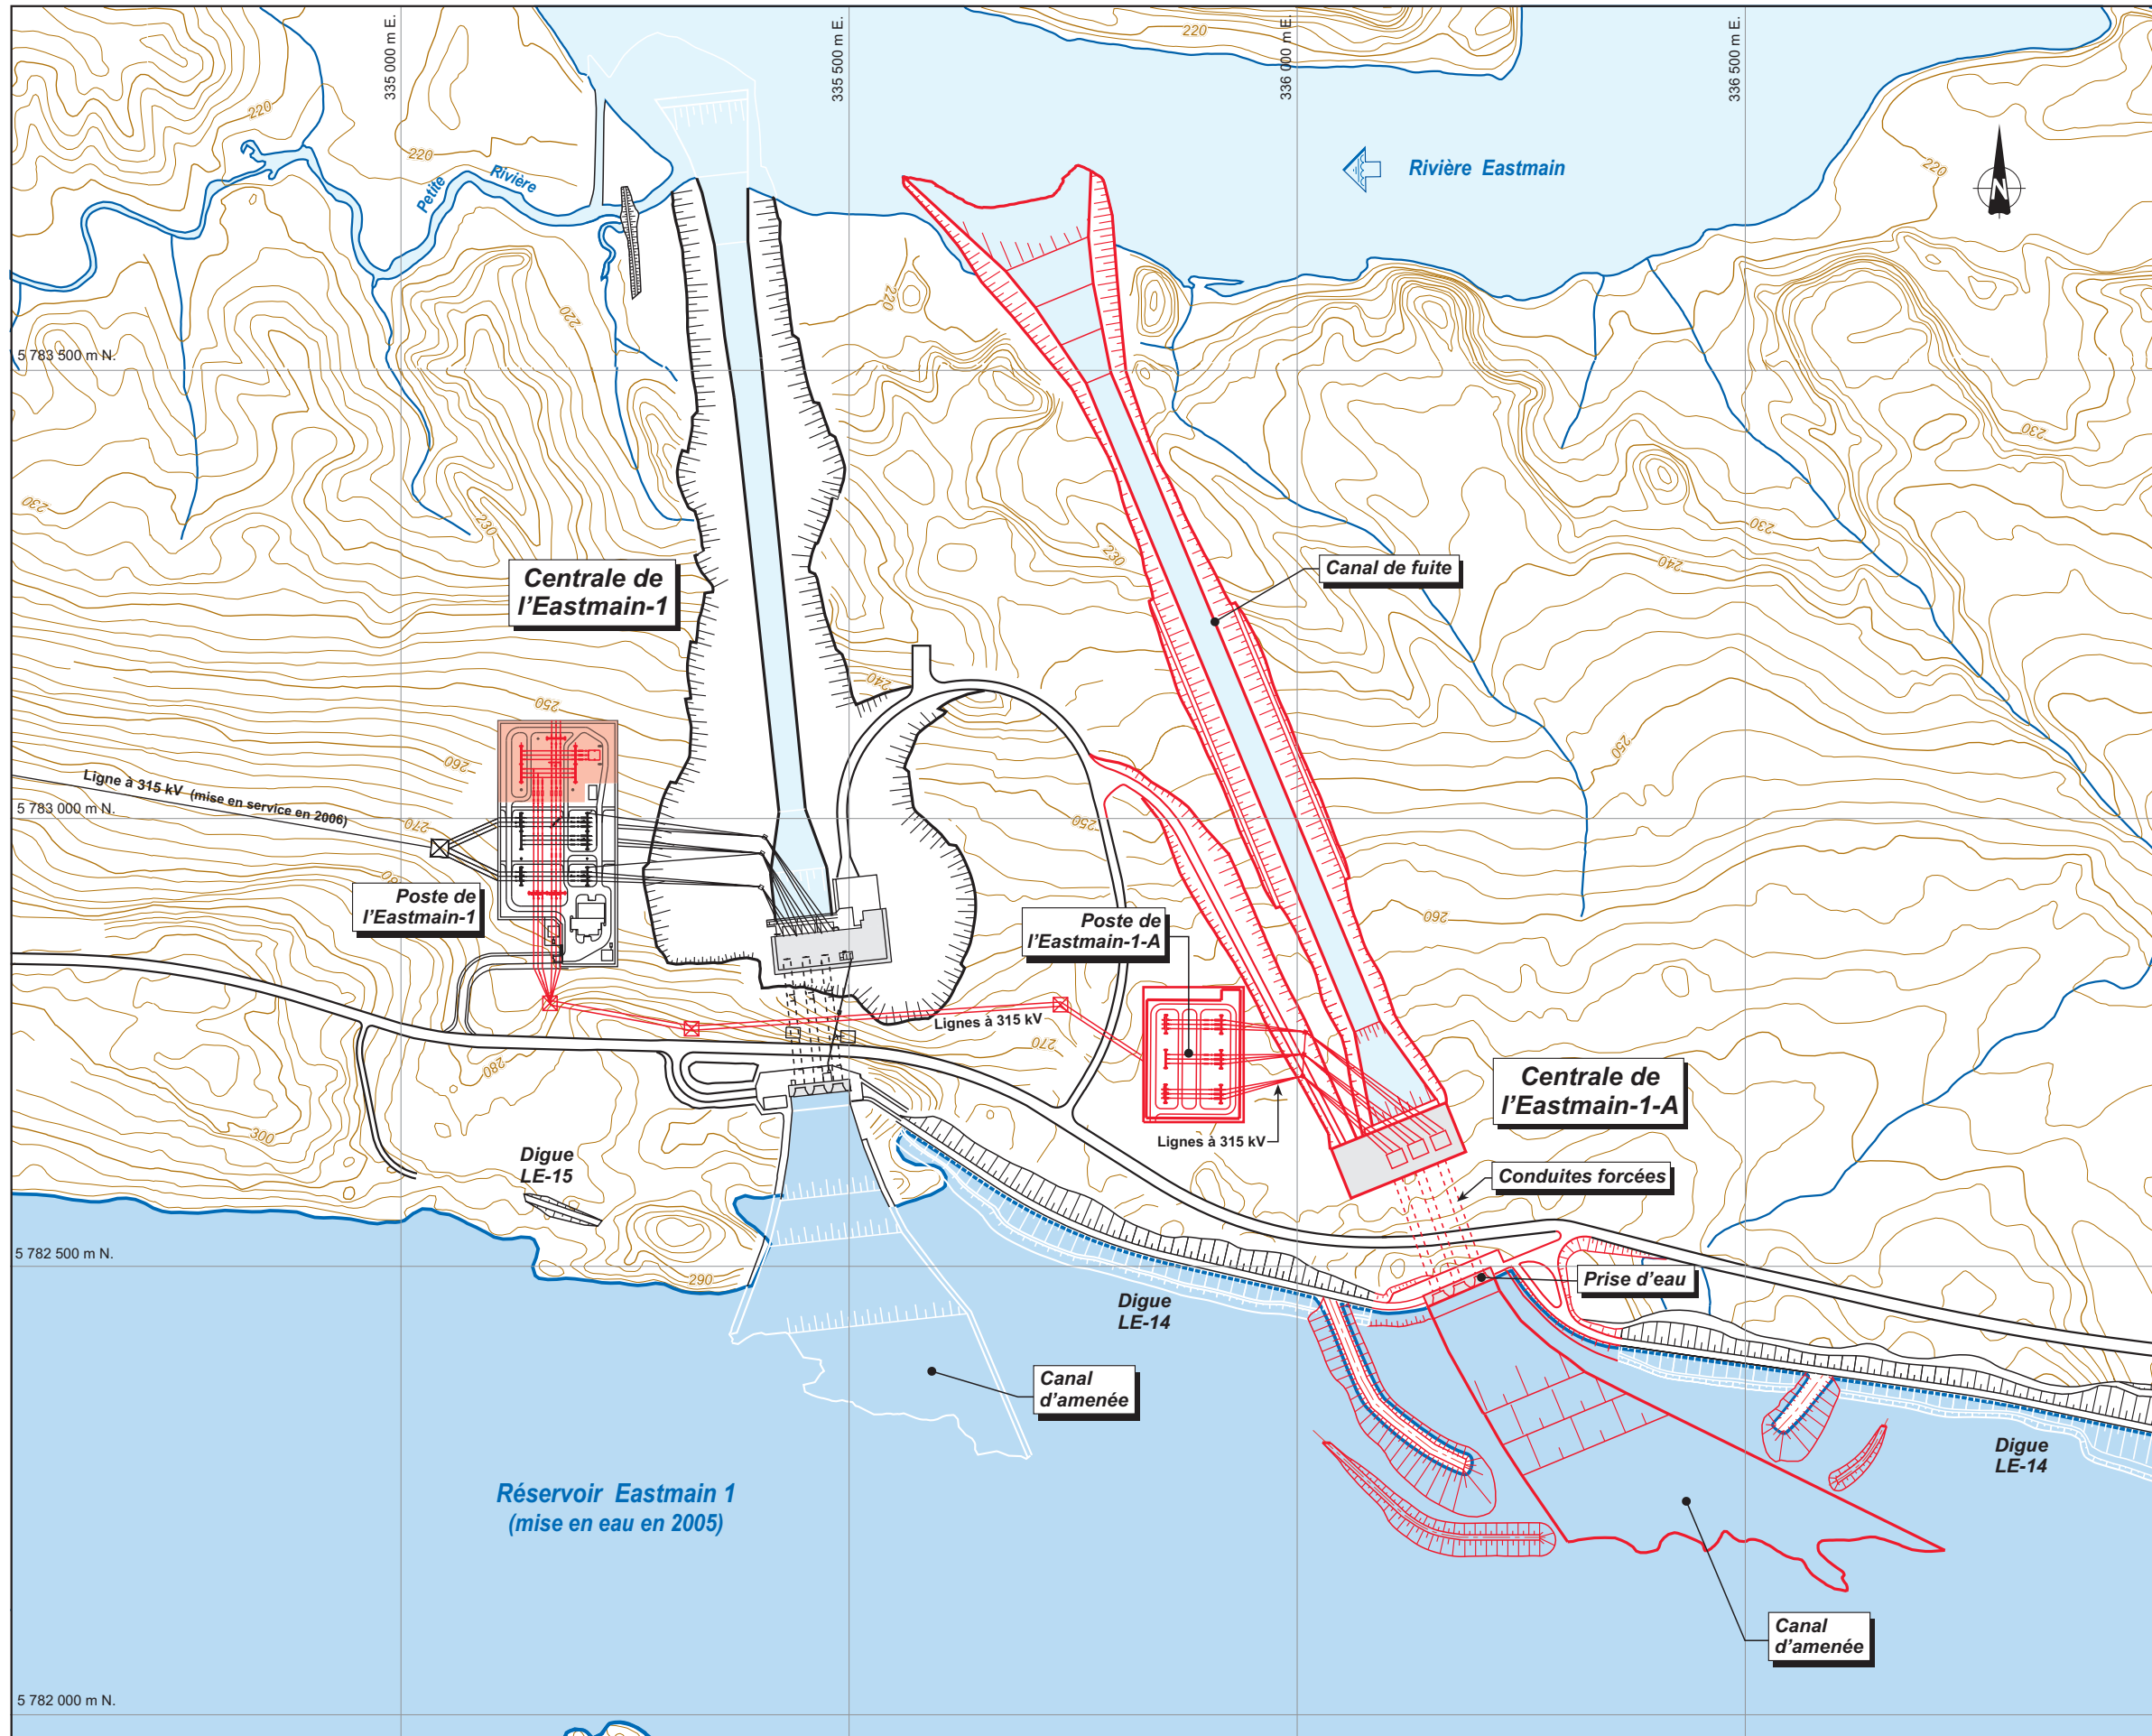 335 000 m E.
335 500 m E.
336 000 m E.
336 500 m E.
220
220
220
220
Petite
Rivière
Rivière Eastmain
N
220
220
5 783 500 m N.
230
230
230
230
230
240
Centrale de
l'Eastmain-1
Canal de fuite
240
250
250
260
Ligne à 315 kV (mise en service en 2006)
5 783 000 m N.
270
250
Poste de
l'Eastmain-1
Poste de
l'Eastmain-1-A
260
Lignes à 315 kV
270
280
Centrale de
l'Eastmain-1-A
300
Lignes à 315 kV
Digue
LE-15
Conduites forcées
5 782 500 m N.
290
Prise d'eau
Digue
LE-14
Canal
d'amenée
Digue
LE-14
Réservoir Eastmain 1
(mise en eau en 2005)
Canal
d'amenée
5 782 000 m N.